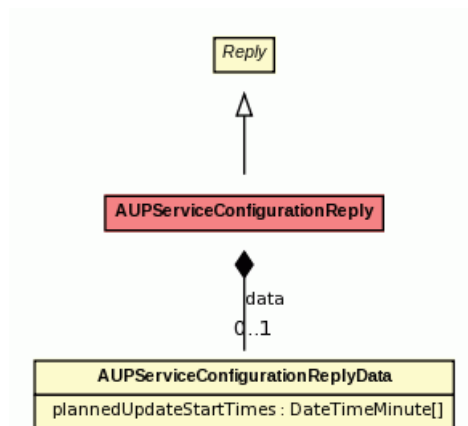 Reply
AUPServiceConfigurationReply
data
0..1
AUPServiceConfigurationReplyData
plannedUpdateStartTimes : DateTimeMinute[]